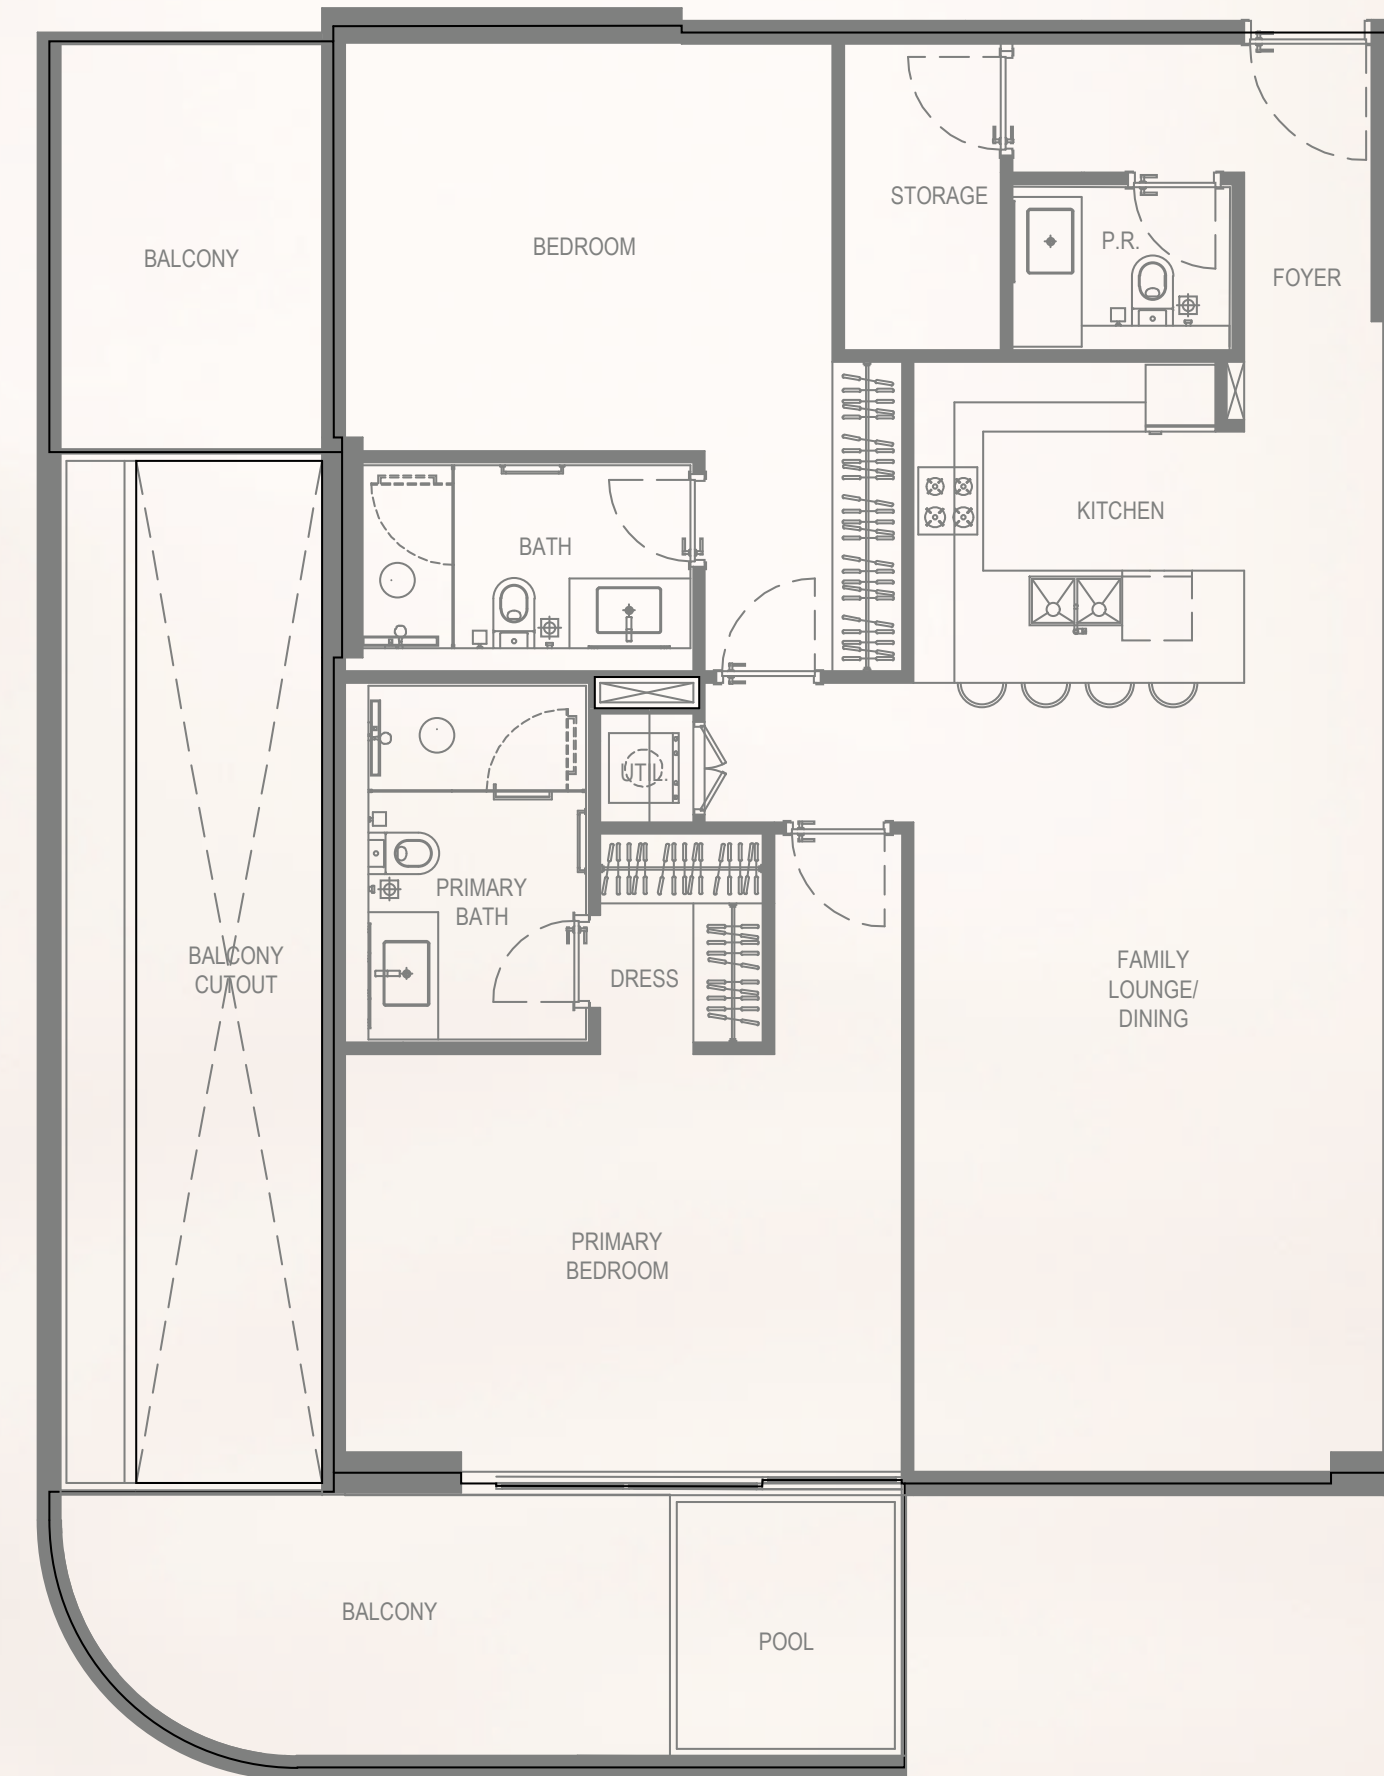 STORAGE
P.R.
BEDROOM
BALCONY
FOYER
KITCHEN
BATH
UTIL.
PRIMARY
BATH
BALCONY
CUTOUT
DRESS
FAMILY
LOUNGE/
DINING
PRIMARY
BEDROOM
BALCONY
POOL